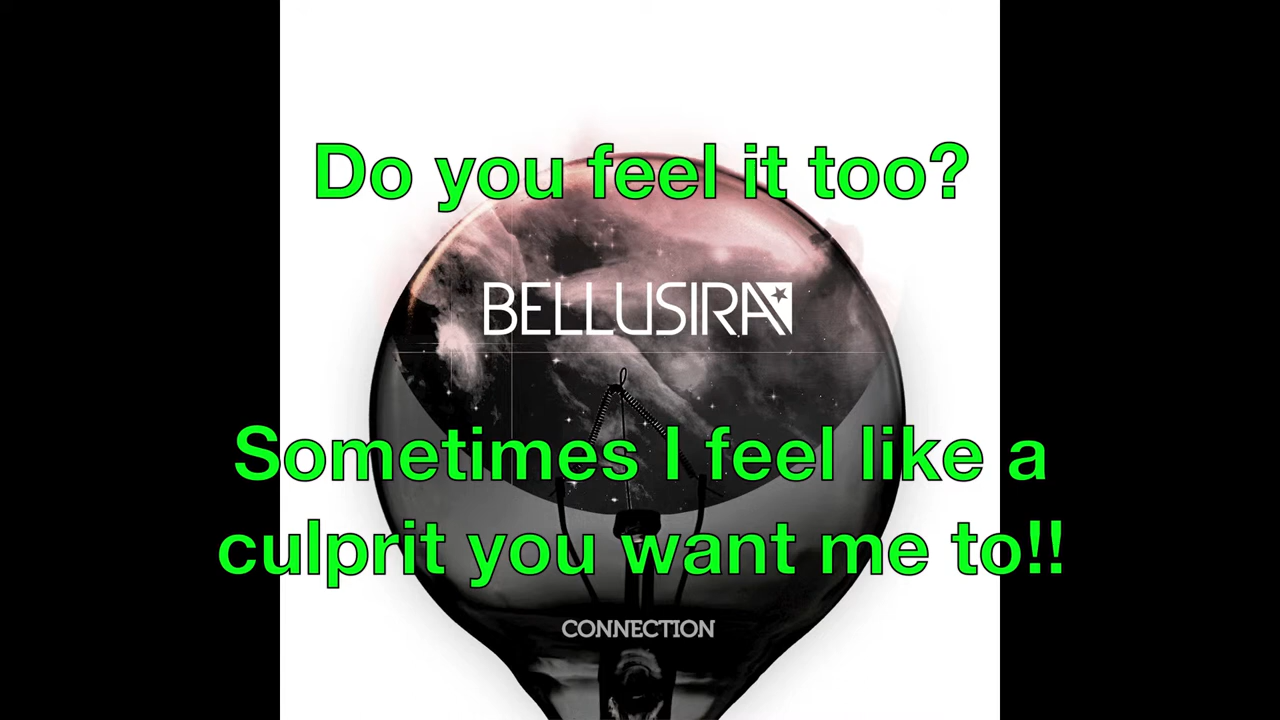 Do you feel it too?
BELLUSIRA
Sometimes I feel like a
culprit you want me to!!
CONNECTION